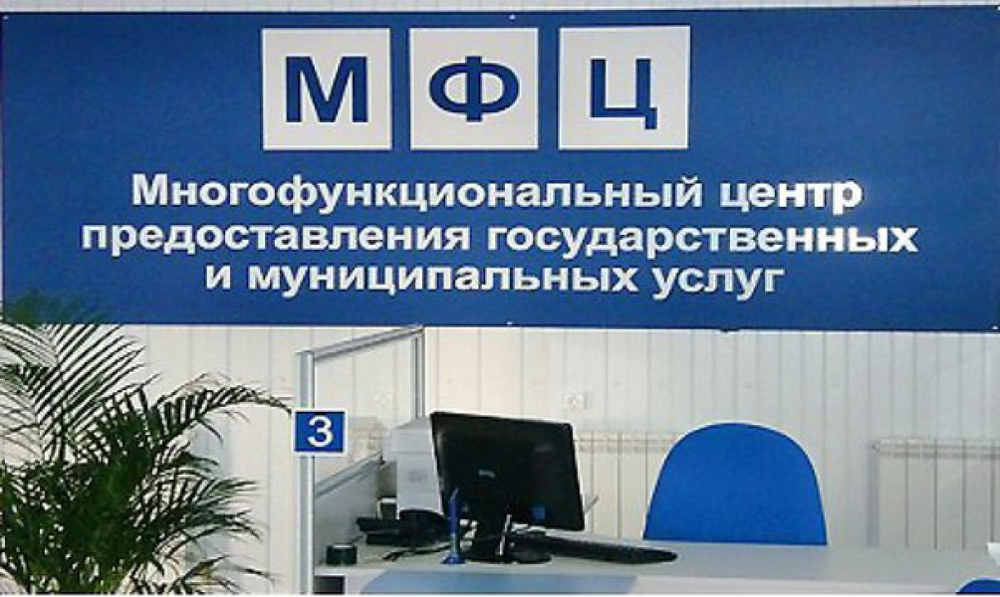 МФЦ
Многофункциональный центр
предоставления государственных
и муниципальных услуг
3